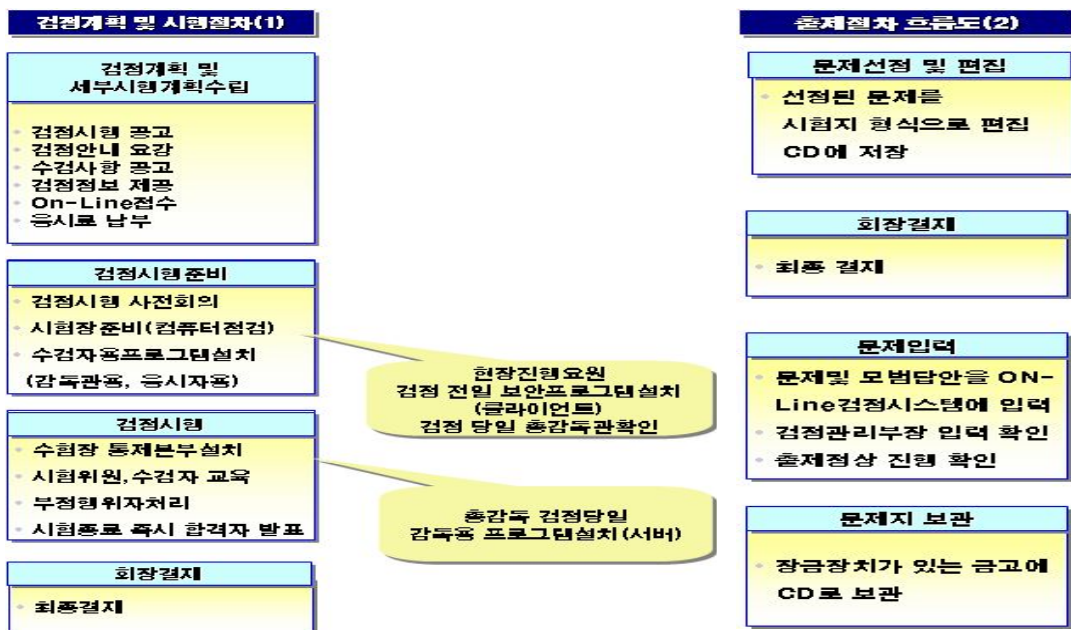 검정계획 및 시행절차(1)
검정계획 및
세부시행계획수립
검정시행 공고
검정안내 요강
수검사항 공고
검정정보 제공
On-Line접수
응시료 납부
검정시행준비
검정시행 사전회의
시험장준비(컴퓨터점검)
수검자용프로그램설치
(감독관용, 응시자용)
현장진행요원
검정 전일 보안프로그램설치
(클라이언트)
검정 당일 총감독관확인
검정시행
수험장 통제본부설치
시험위원,수검자 교육
부정행위자처리
시험종료 즉시 합격자 발표
총감독 검정당일
감독용 프로그램설치(서버)
회장결재
최종결재
출제절차 흐름도(2)
문제선정 및 편집
선정된 문제를
시험지 형식으로 편집
CD에 저장
회장결재
최종 결재
문제입력
문제및 모범답안을 ON-
Line검정시스템에 입력
검정관리부장 입력 확인
출제정상 진행 확인
문제지 보관
장금장치가 있는 금고에
CD로 보관